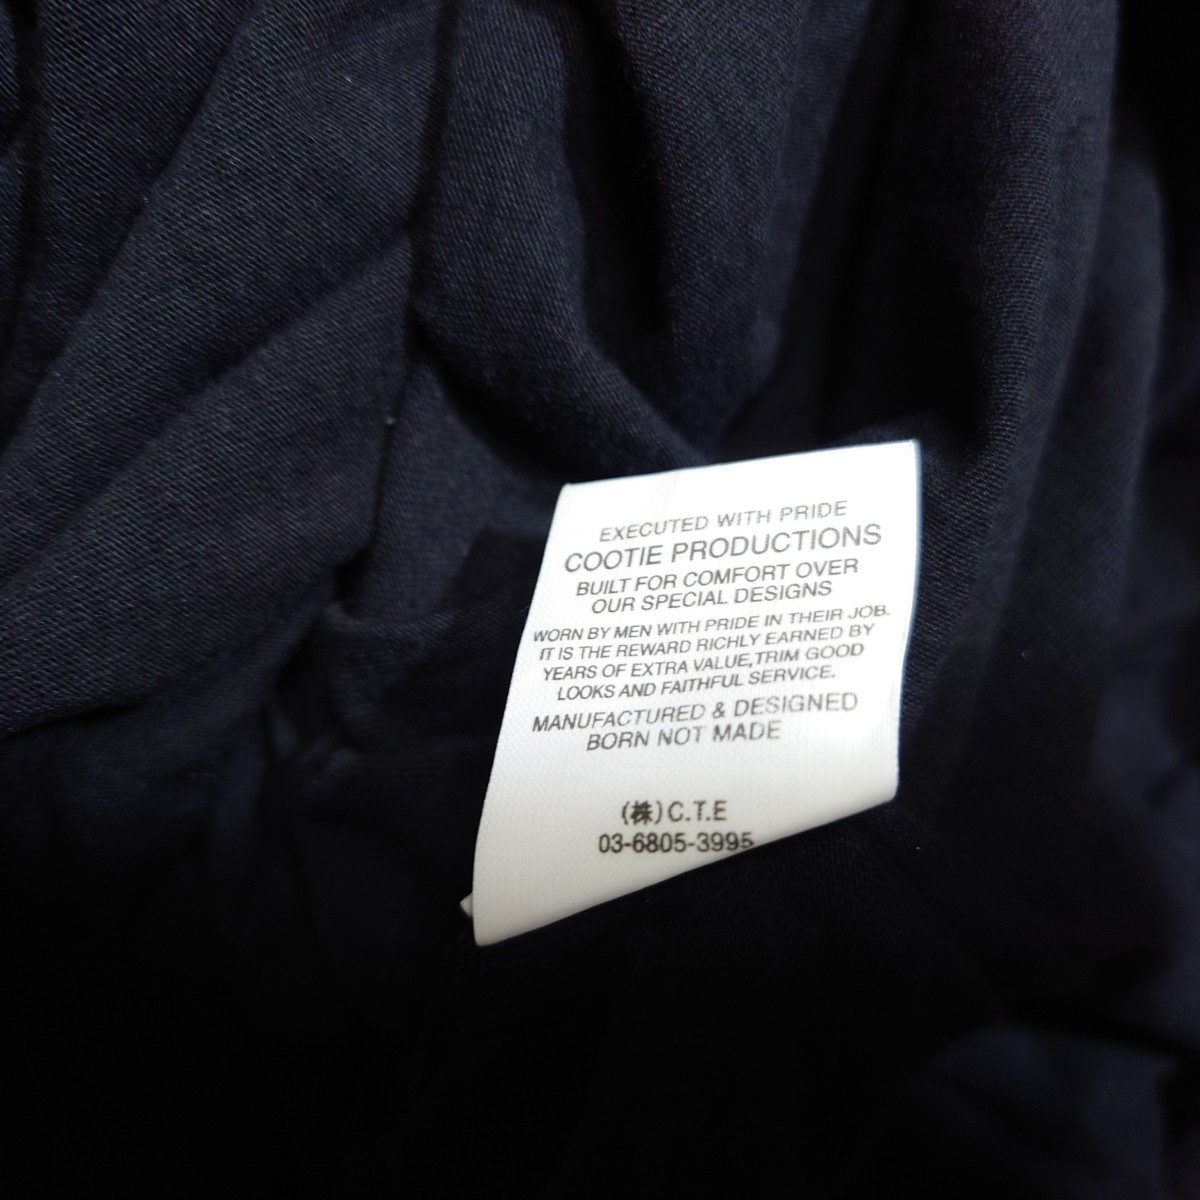 EXECUTED WITH PRIDE
COOTIE PRODUCTIONS
BUILT FOR COMFORT OVER
OUR SPECIAL DESIGNS
WORN BY MEN WITH PRIDE IN THEIR JOB.
IT IS THE REWARD RICHLY EARNED BY
YEARS OF EXTRA VALUE,TRIM GOOD
LOOKS AND FAITHFUL SERVICE.
MANUFACTURED & DESIGNED
BORN NOT MADE
(株)C.T.E
03-6805-3995